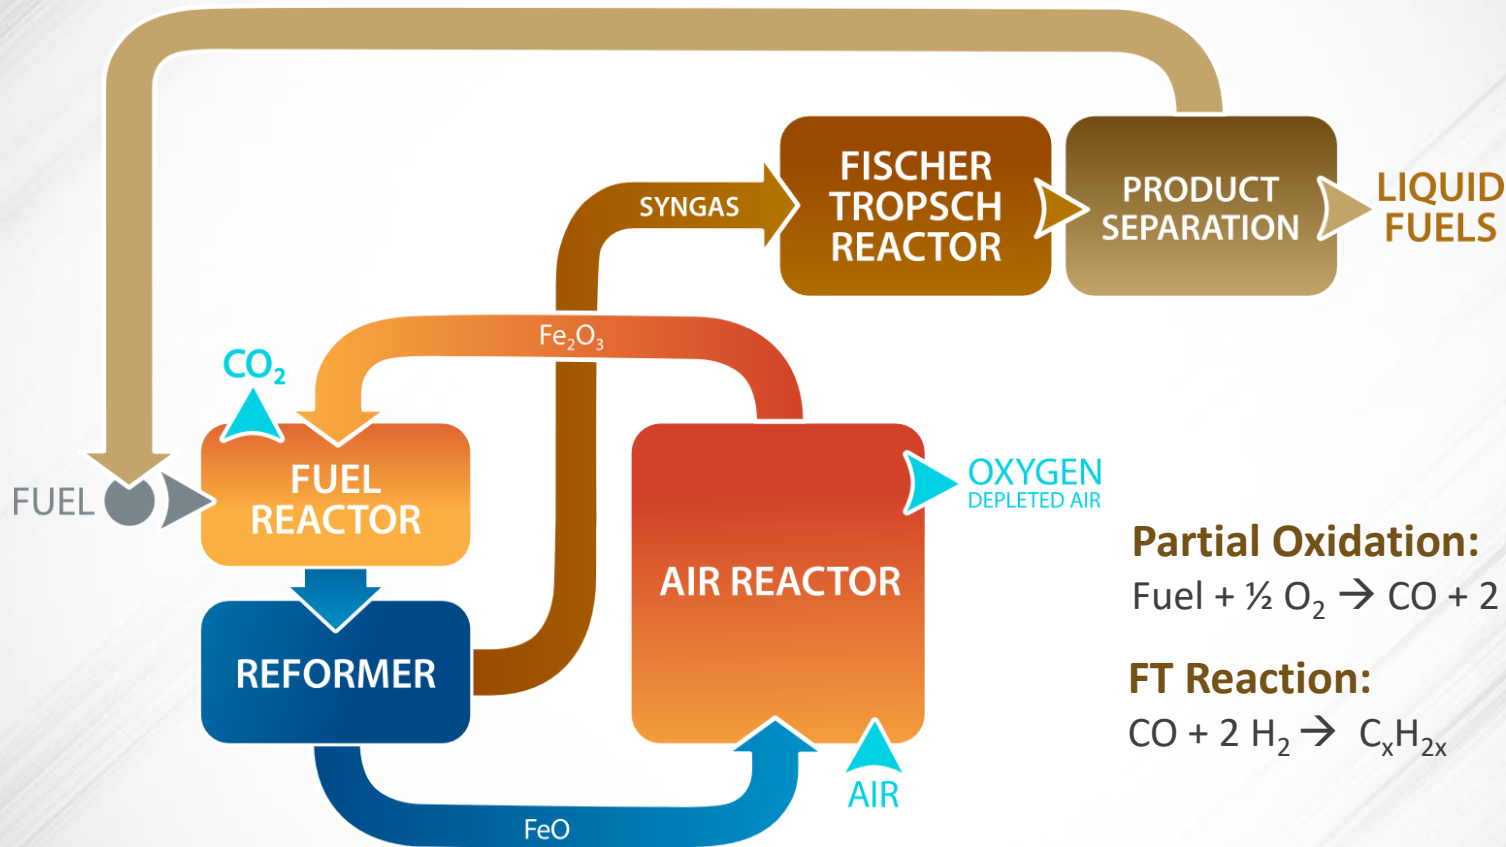 FISCHER
TROPSCH
REACTOR
PRODUCT
SEPARATION
LIQUID
FUELS
SYNGAS
Fe₂O₃
CO₂
FUEL
FUEL
REACTOR
OXYGEN
DEPLETED AIR
AIR REACTOR
REFORMER
AIR
FeO
Partial Oxidation:
Fuel + ½ O₂ → CO + 2
FT Reaction:
CO + 2 H₂ → CₓH₂ₓ